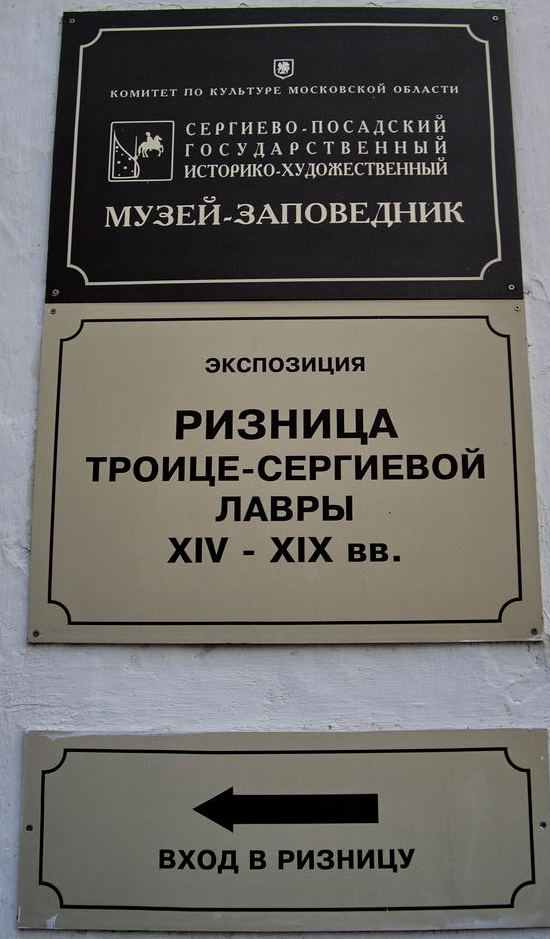 КОМИТЕТ ПО КУЛЬТУРЕ МОСКОВСКОЙ ОБЛАСТИ
СЕРГИЕВО-ПОСАДСКИЙ
ГОСУДАРСТВЕННЫЙ
ИСТОРИКО-ХУДОЖЕСТВЕННЫЙ
МУЗЕЙ-ЗАПОВЕДНИК
ЭКСПОЗИЦИЯ
РИЗНИЦА
ТРОИЦЕ-СЕРГИЕВОЙ
ЛАВРЫ
XIV - XIX вв.
ВХОД В РИЗНИЦУ